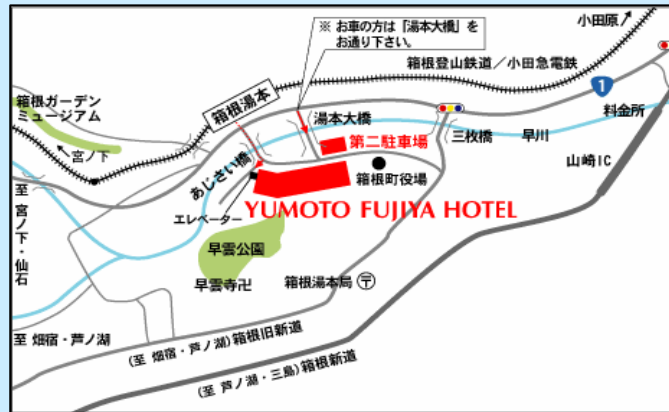 小田原
※ お車の方は「湯本大橋」を
お通り下さい。
箱根登山鉄道／小田急電鉄
1
箱根ガーデン
ミュージアム
宮ノ下
箱根湯本
湯本大橋
料金所
第二駐車場
三枚橋
早川
あじさい橋
箱根町役場
山崎IC
エレベーター
YUMOTO FUJIYA HOTEL
至 宮ノ下・仙石
早雲公園
早雲寺卍
箱根湯本局 〒
至 畑宿・芦ノ湖
(至 畑宿・芦ノ湖)箱根旧新道
(至 芦ノ湖・三島)箱根新道